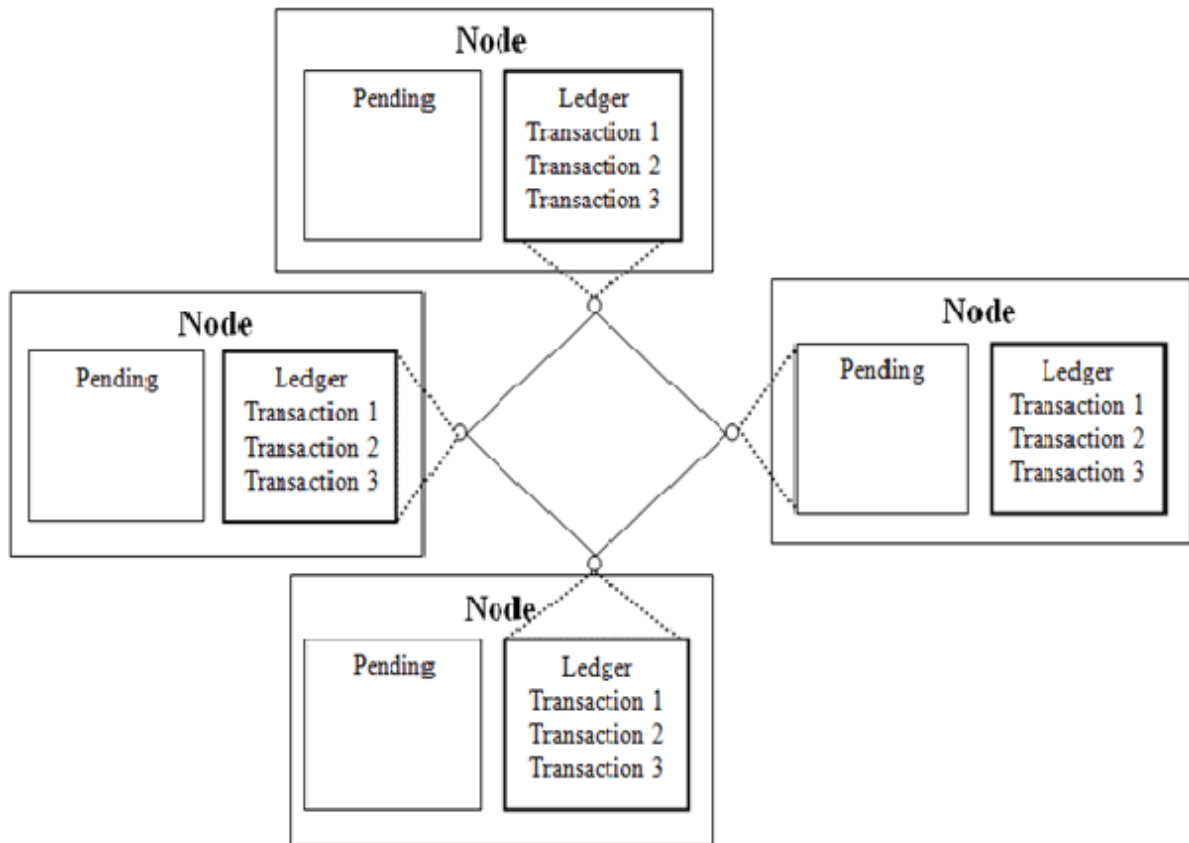 Node
Pending
Ledger
Transaction 1
Transaction 2
Transaction 3
Node
Pending
Ledger
Transaction 1
Transaction 2
Transaction 3
Node
Pending
Ledger
Transaction 1
Transaction 2
Transaction 3
Node
Pending
Ledger
Transaction 1
Transaction 2
Transaction 3